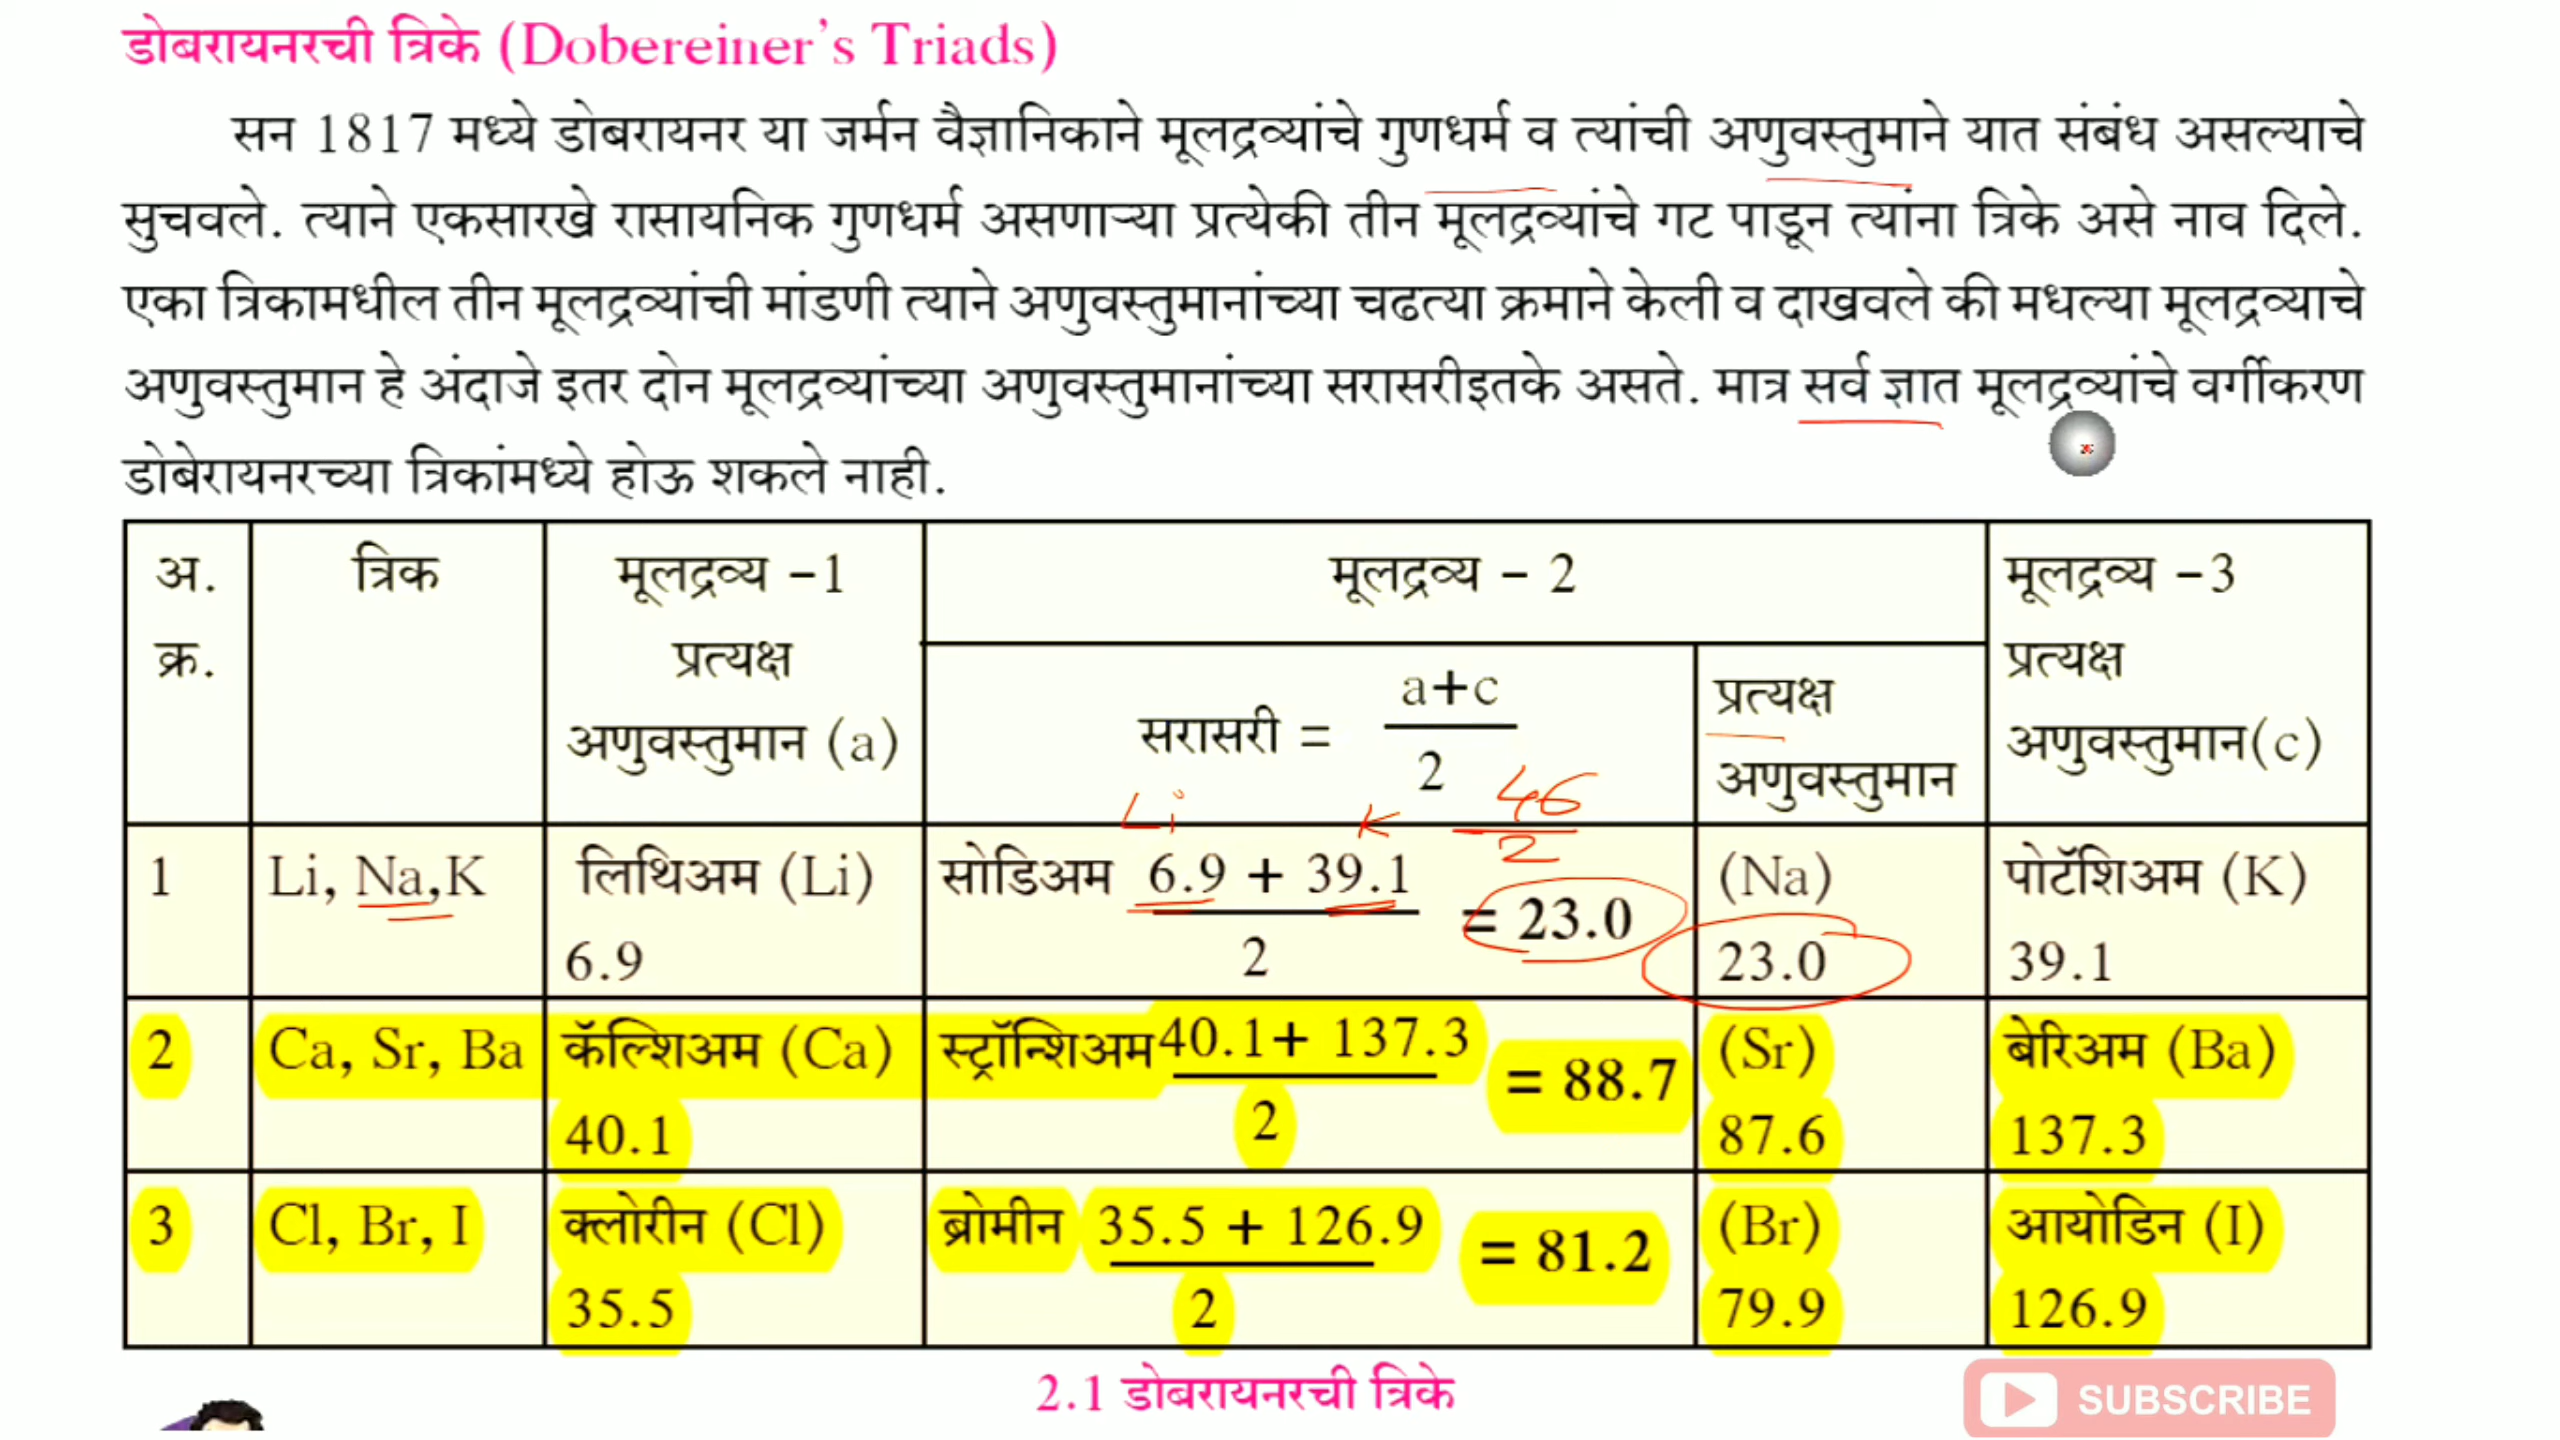 डोबरायनरची त्रिके (Dobereiner's Triads)
सन 1817 मध्ये डोबरायनर या जर्मन वैज्ञानिकाने मूलद्रव्यांचे गुणधर्म व त्यांची अणुवस्तुमाने यात संबंध असल्याचे
सुचवले. त्याने एकसारखे रासायनिक गुणधर्म असणाऱ्या प्रत्येकी तीन मूलद्रव्यांचे गट पाडून त्यांना त्रिके असे नाव दिले.
एका त्रिकामधील तीन मूलद्रव्यांची मांडणी त्याने अणुवस्तुमानांच्या चढत्या क्रमाने केली व दाखवले की मधल्या मूलद्रव्याचे
अणुवस्तुमान हे अंदाजे इतर दोन मूलद्रव्यांच्या अणुवस्तुमानांच्या सरासरीइतके असते. मात्र सर्व ज्ञात मूलद्रव्यांचे वर्गीकरण
डोबेरायनरच्या त्रिकांमध्ये होऊ शकले नाही.
अ. क्र.
त्रिक
मूलद्रव्य -1
प्रत्यक्ष
अणुवस्तुमान (a)
मूलद्रव्य - 2
सरासरी = a+c
2
प्रत्यक्ष
अणुवस्तुमान
मूलद्रव्य -3
प्रत्यक्ष
अणुवस्तुमान(c)
Li K 46
2
1 Li, Na,K लिथिअम (Li) सोडिअम 6.9 + 39.1 = 23.0 (Na) पोटॅशिअम (K)
6.9 2 23.0 39.1
2 Ca, Sr, Ba कॅल्शिअम (Ca) स्ट्रॉन्शिअम 40.1+ 137.3 = 88.7 (Sr) बेरिअम (Ba)
40.1 2 87.6 137.3
3 Cl, Br, I क्लोरीन (Cl) ब्रोमीन 35.5 + 126.9 = 81.2 (Br) आयोडिन (I)
35.5 2 79.9 126.9
2.1 डोबरायनरची त्रिके
SUBSCRIBE